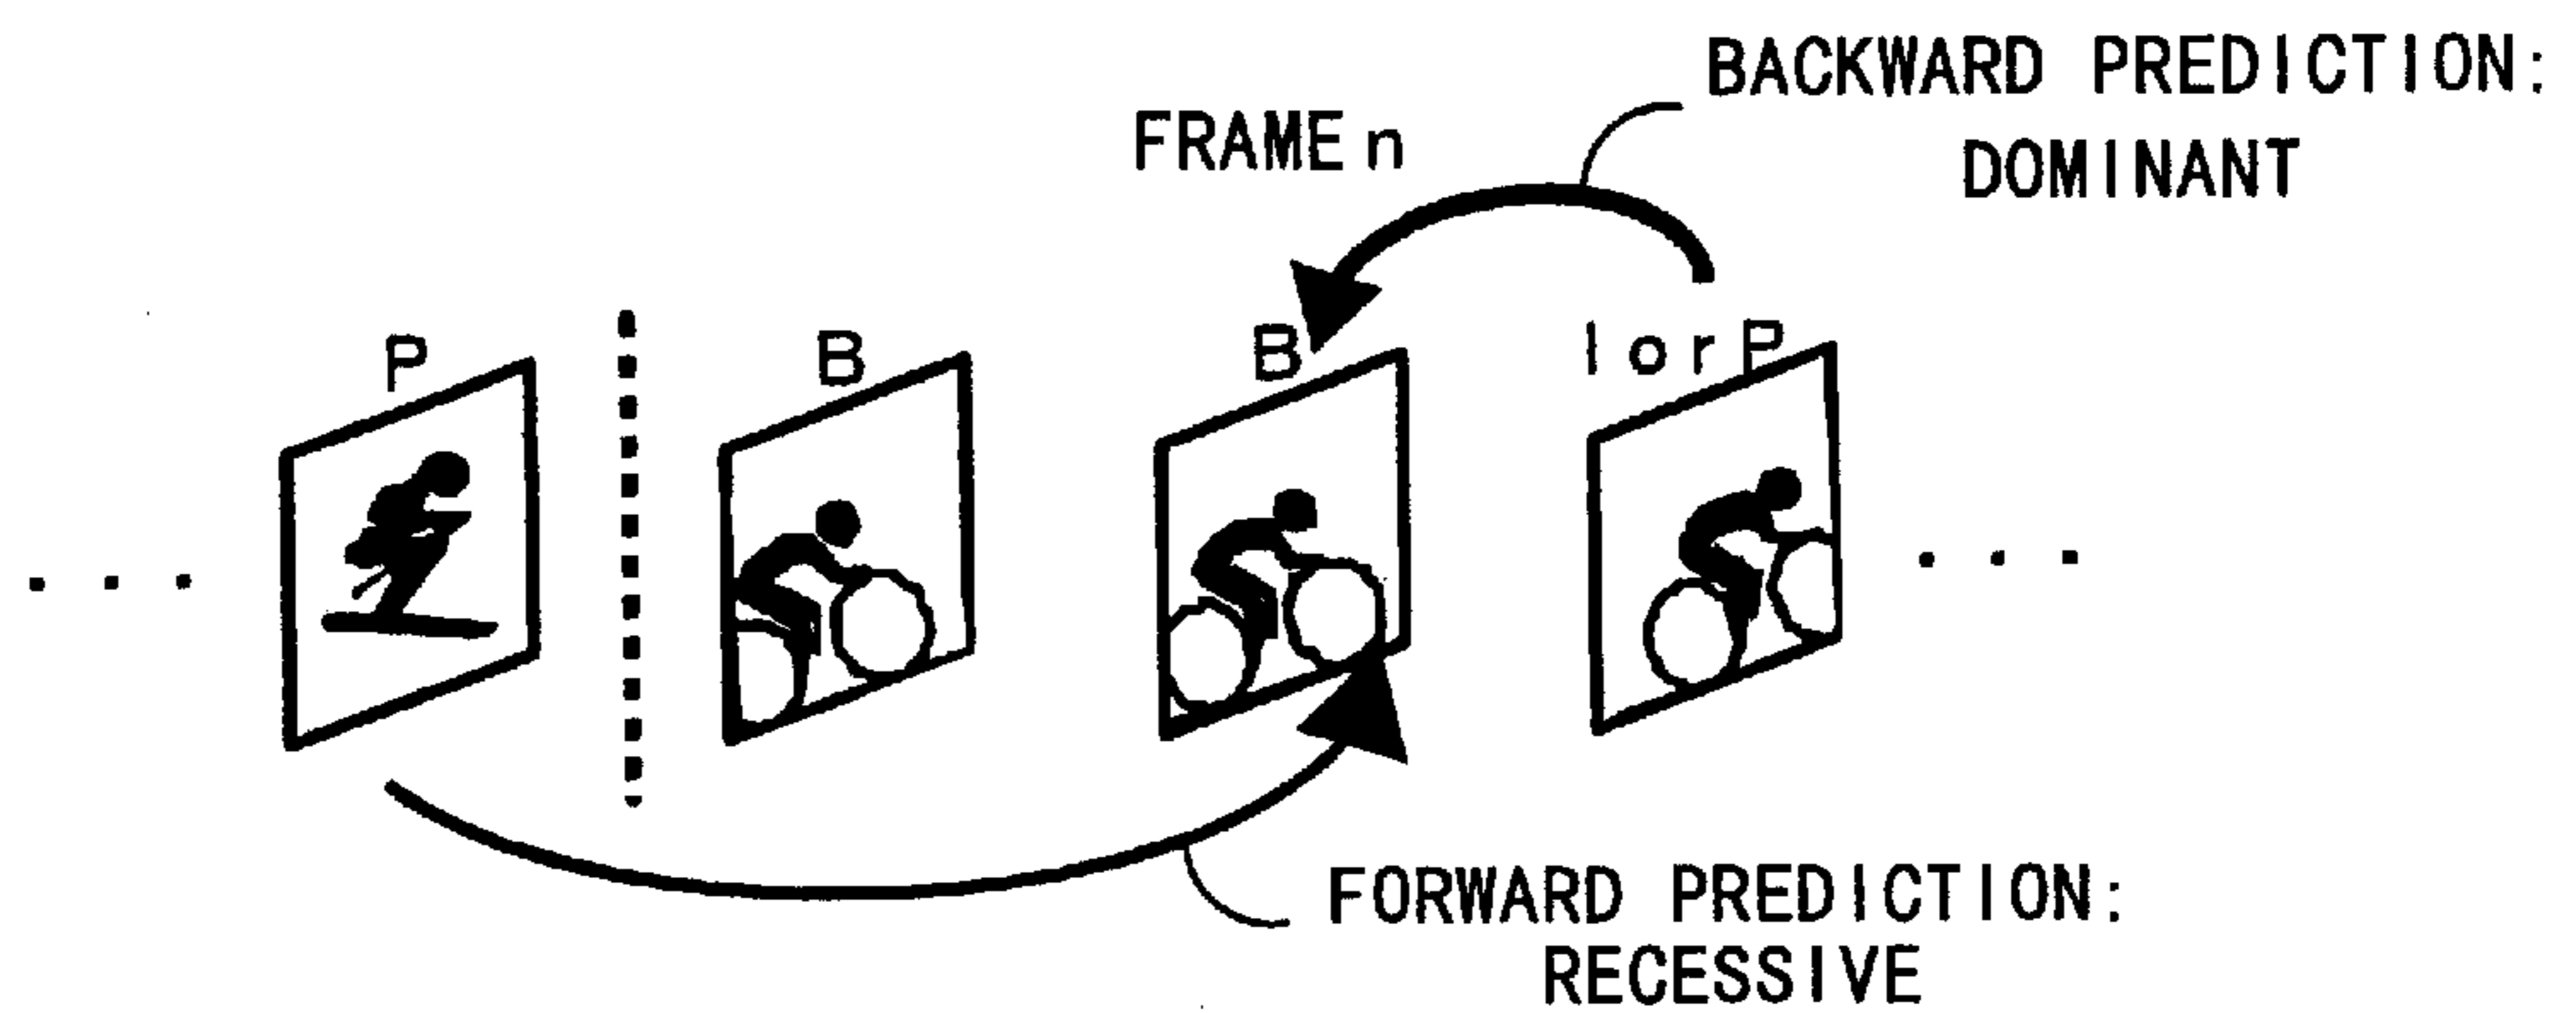 BACKWARD PREDICTION:
DOMINANT
FRAME n
P
B
B
I or P
. . .
. . .
FORWARD PREDICTION:
RECESSIVE